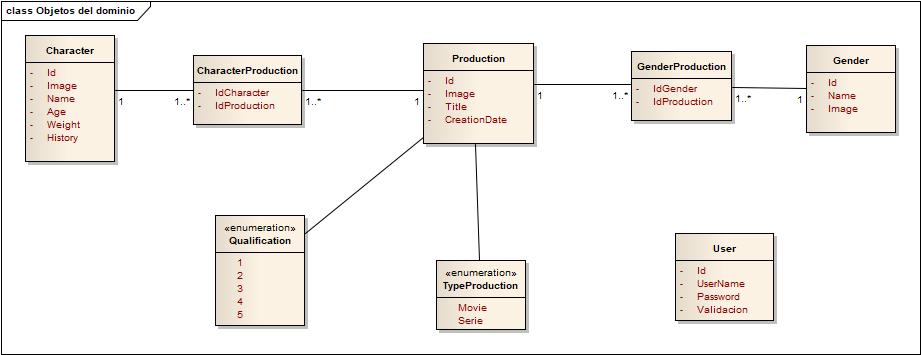 class Objetos del dominio
Character
- Id
- Image
- Name
- Age
- Weight
- History
1
1..*
CharacterProduction
- IdCharacter
- IdProduction
1..*
1
Production
- Id
- Image
- Title
- CreationDate
1
1..*
GenderProduction
- IdGender
- IdProduction
1..*
1
Gender
- Id
- Name
- Image
«enumeration»
Qualification
1
2
3
4
5
«enumeration»
TypeProduction
Movie
Serie
User
- Id
- UserName
- Password
- Validacion